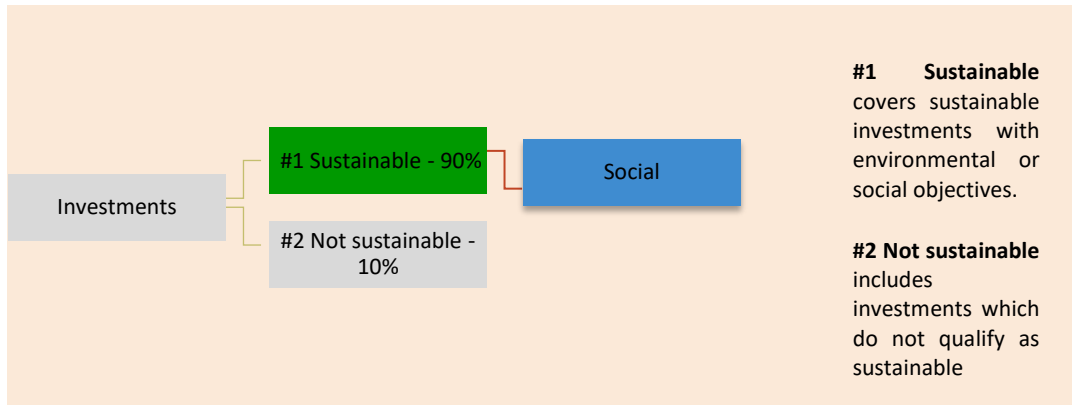 Investments
#1 Sustainable - 90%
#2 Not sustainable -
10%
Social
#1 Sustainable
covers sustainable
investments with
environmental or
social objectives.
#2 Not sustainable
includes
investments which
do not qualify as
sustainable